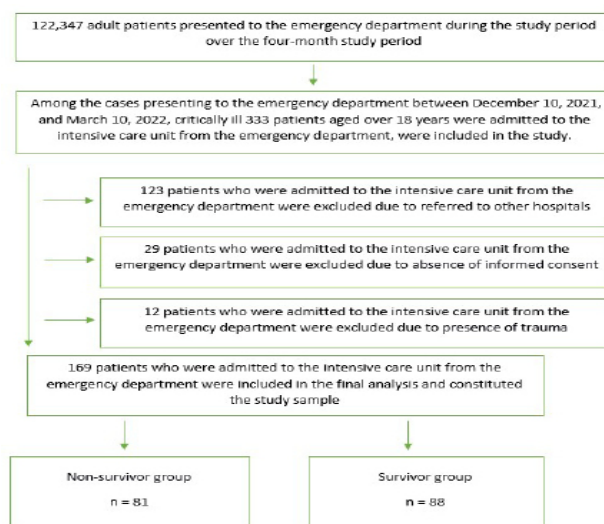 122,347 adult patients presented to the emergency department during the study period
over the four-month study period
Among the cases presenting to the emergency department between December 10, 2021,
and March 10, 2022, critically ill 333 patients aged over 18 years were admitted to the
intensive care unit from the emergency department, were included in the study.
123 patients who were admitted to the intensive care unit from the
emergency department were excluded due to referred to other hospitals
29 patients who were admitted to the intensive care unit from the
emergency department were excluded due to absence of informed consent
12 patients who were admitted to the intensive care unit from the
emergency department were excluded due to presence of trauma
169 patients who were admitted to the intensive care unit from the
emergency department were included in the final analysis and constituted
the study sample
Non-survivor group
n = 81
Survivor group
n = 88